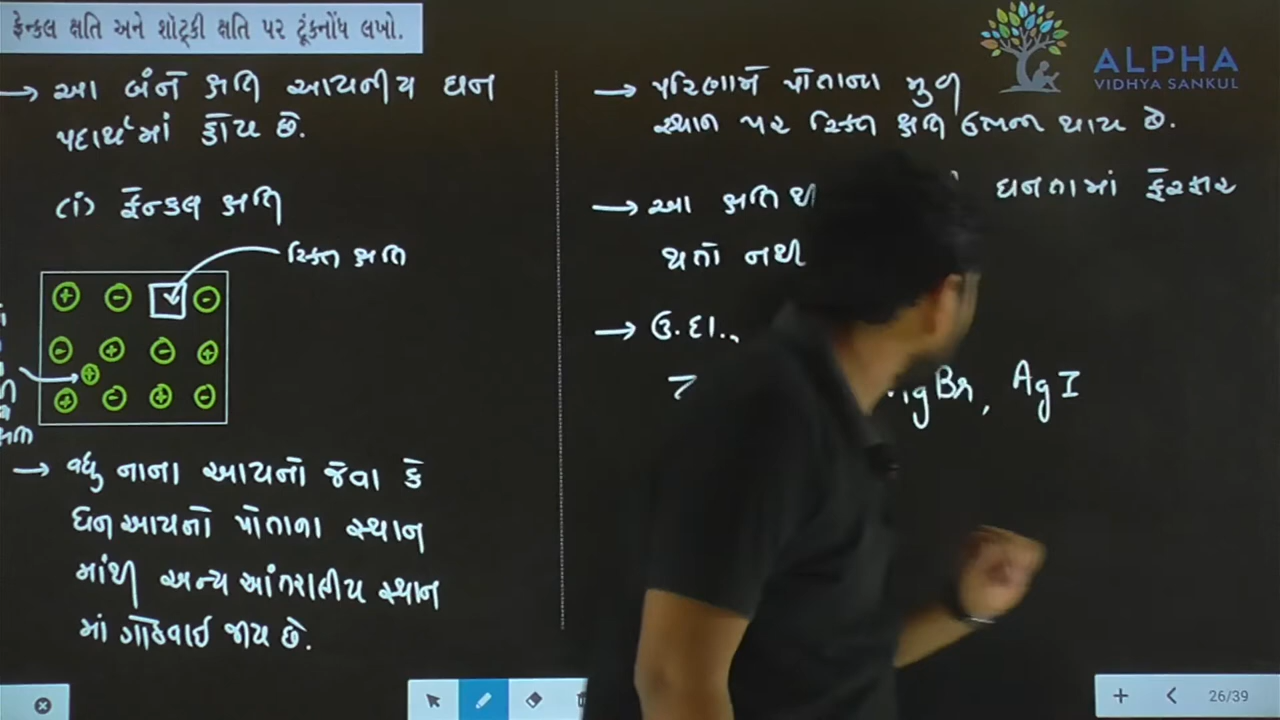 ફ્રેન્કલ ક્ષતિ અને શૉટ્કી ક્ષતિ પર ટૂંકનોંધ લખો.
ALPHA
VIDHYA SANKUL
→ આ બંને ક્ષતિ આયનીય ઘન
પદાર્થમાં હોય છે.
(i) ફ્રેન્કલ ક્ષતિ
રિક્ત ક્ષતિ
+ - -
- + - +
+
+ - + -
ક્ષતિ
→ વધુ નાના આયનો જેવા કે
ધન આયનો પોતાના સ્થાન
માંથી અન્ય આંતરાલીય સ્થાન
માં ગોઠવાઈ જાય છે.
→ પરિણામે પોતાના મુળ
સ્થાન પર રિક્ત ક્ષતિ ઉત્પન્ન થાય છે.
→ આ ક્ષતિથી ઘનતામાં ફેરફાર
થતો નથી
→ ઉ.દા.,
AgBr, AgI
26/39